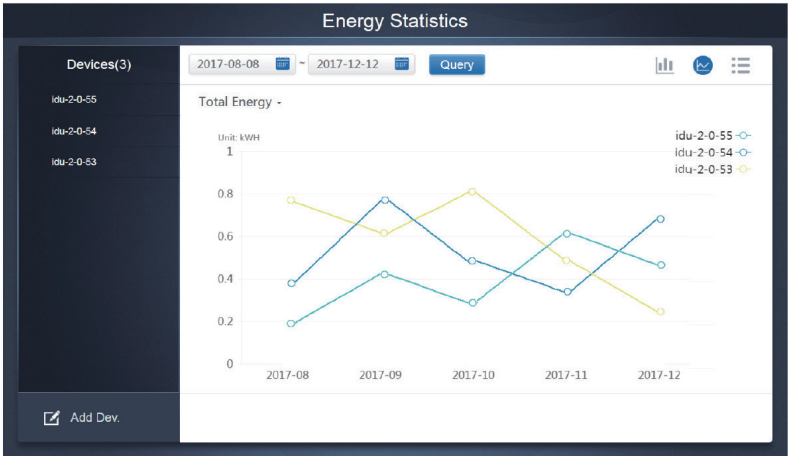 Energy Statistics
Devices(3)
idu-2-0-55
idu-2-0-54
idu-2-0-53
Add Dev.
2017-08-08 ~ 2017-12-12 Query
Total Energy
Unit: kWH
idu-2-0-55
idu-2-0-54
idu-2-0-53
1
0.8
0.6
0.4
0.2
0
2017-08 2017-09 2017-10 2017-11 2017-12